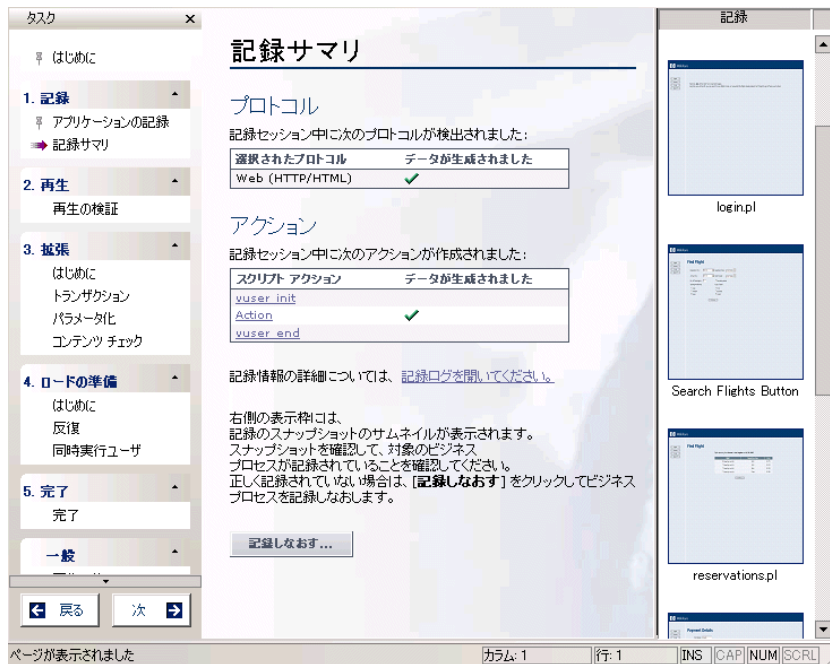 タスク
はじめに
1. 記録
アプリケーションの記録
記録サマリ
2. 再生
再生の検証
3. 拡張
はじめに
トランザクション
パラメータ化
コンテンツ チェック
4. ロードの準備
はじめに
反復
同時実行ユーザ
5. 完了
完了
一般
戻る 次
記録サマリ
プロトコル
記録セッション中に次のプロトコルが検出されました:
選択されたプロトコル データが生成されました
Web (HTTP/HTML)
アクション
記録セッション中に次のアクションが作成されました:
スクリプト アクション データが生成されました
vuser_init
Action
vuser_end
記録情報の詳細については、記録ログを開いてください。
右側の表示枠には、
記録のスナップショットのサムネイルが表示されます。
スナップショットを確認して、対象のビジネス
プロセスが記録されていることを確認してください。
正しく記録されていない場合は、[記録しなおす] をクリックしてビジネス
プロセスを記録しなおします。
記録しなおす...
記録
login.pl
Find Flight
Search Flights Button
Find Flight
reservations.pl
Payment Details
ページが表示されました
カラム: 1 行: 1 INS CAP NUM SCRL